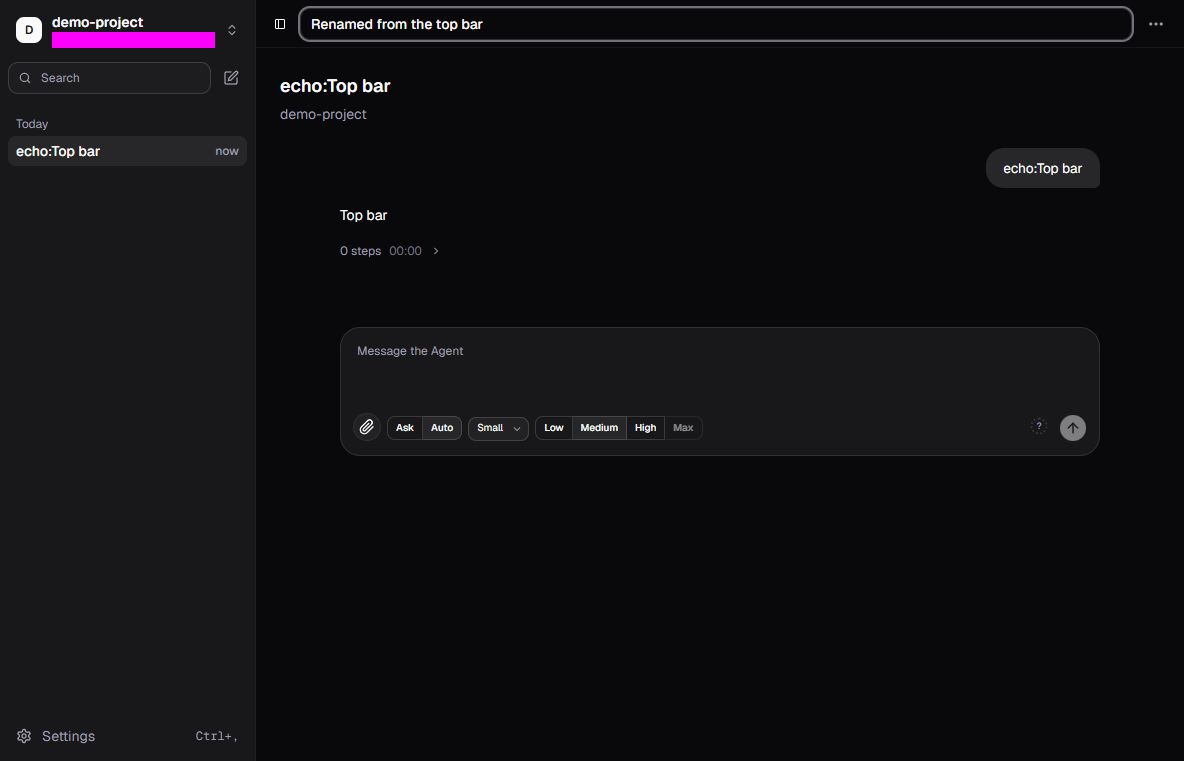 D
demo-project
Search
Today
echo:Top bar now
Settings Ctrl+,
Renamed from the top bar
echo:Top bar
demo-project
echo:Top bar
Top bar
0 steps 00:00
Message the Agent
Ask Auto Small Low Medium High Max ?